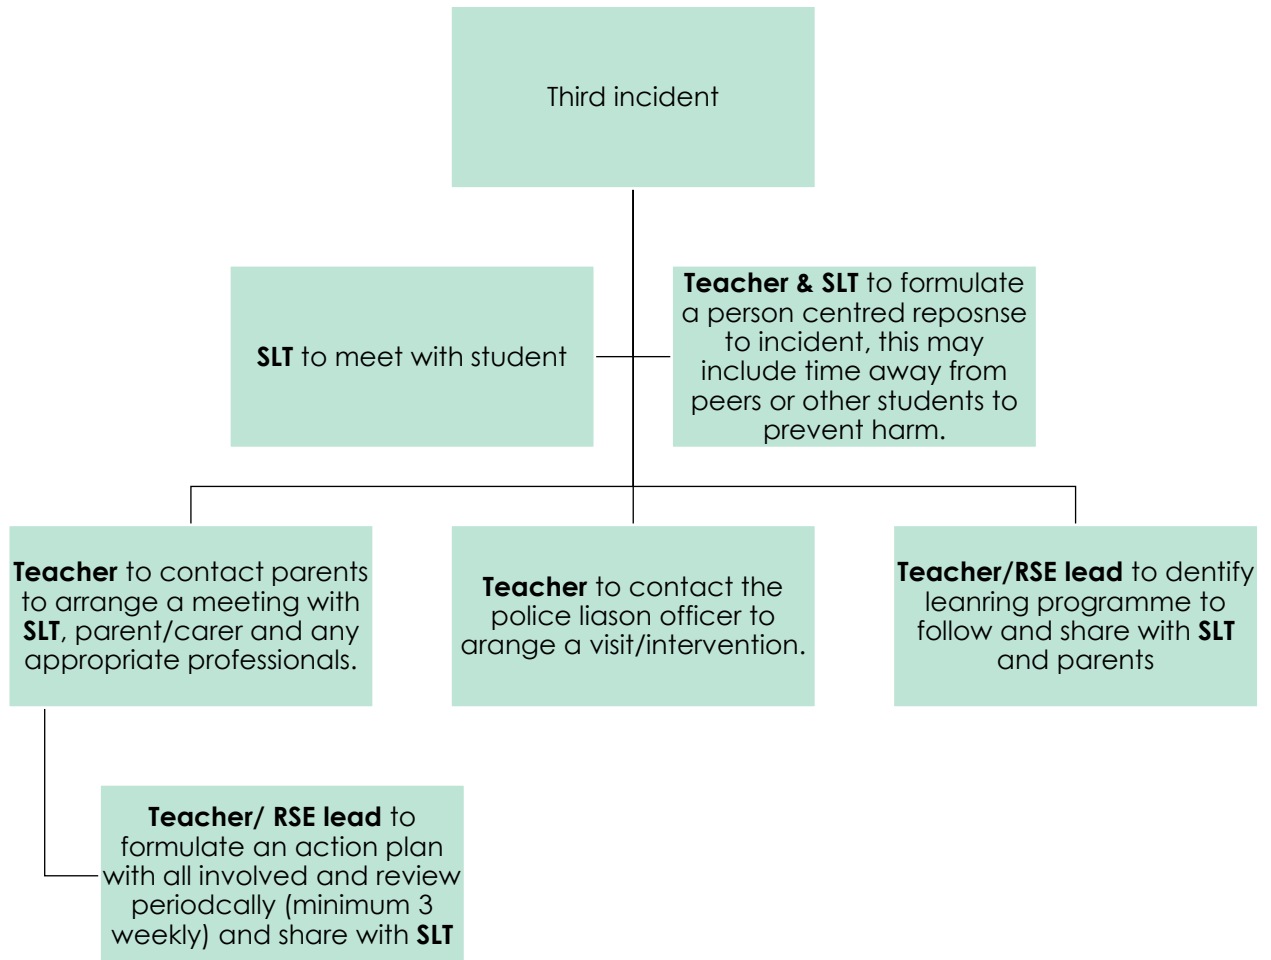 Third incident
SLT to meet with student
Teacher & SLT to formulate
a person centred reposnse
to incident, this may
include time away from
peers or other students to
prevent harm.
Teacher to contact parents
to arrange a meeting with
SLT, parent/carer and any
appropriate professionals.
Teacher to contact the
police liason officer to
arange a visit/intervention.
Teacher/RSE lead to dentify
leanring programme to
follow and share with SLT
and parents
Teacher/ RSE lead to
formulate an action plan
with all involved and review
periodcally (minimum 3
weekly) and share with SLT